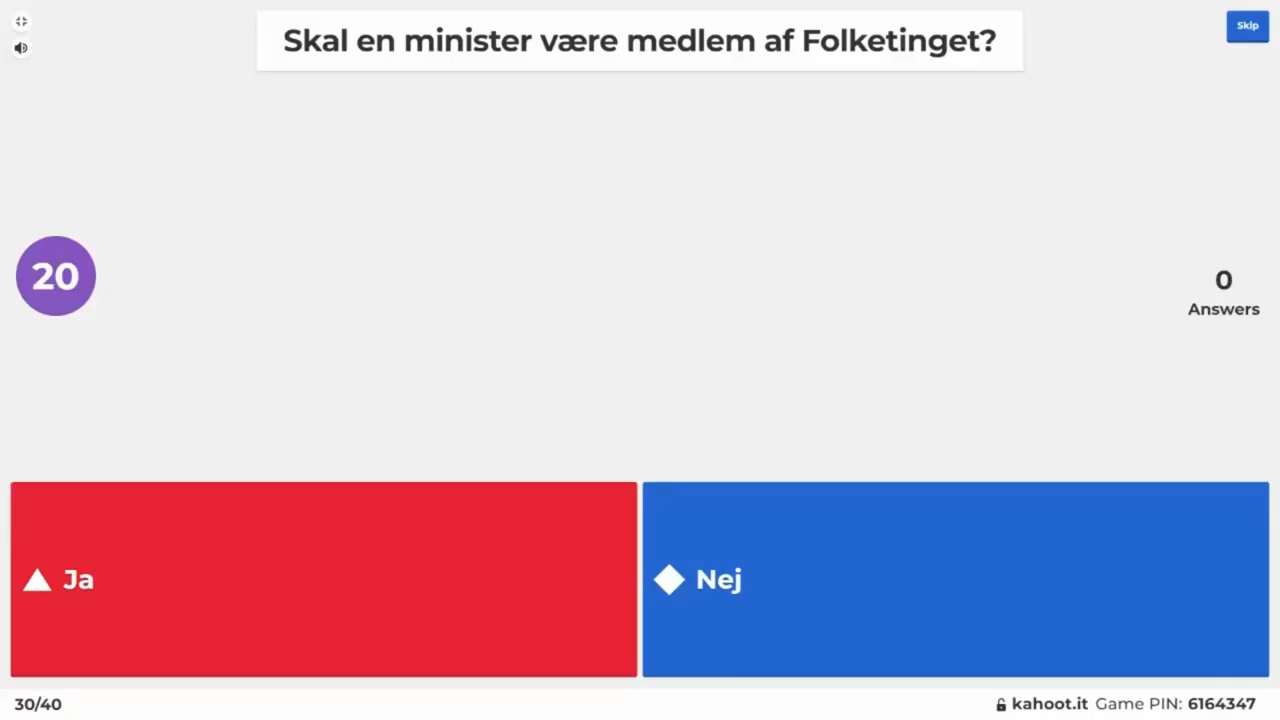 Skal en minister være medlem af Folketinget?
Skip
20
0
Answers
Ja
Nej
30/40
kahoot.it Game PIN: 6164347